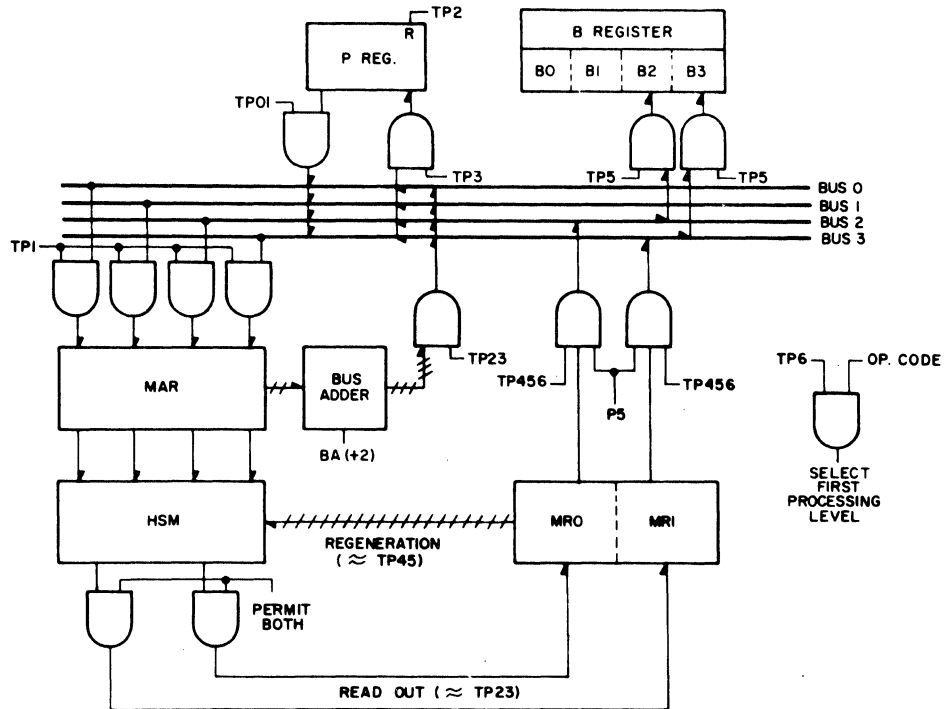 TP2
R
P REG.
B REGISTER
B0 B1 B2 B3
TP01
TP3
TP5
TP5
BUS 0
BUS 1
BUS 2
BUS 3
TP1
TP23
MAR
BUS
ADDER
BA (+2)
TP456
P5
TP456
TP6
OP. CODE
SELECT
FIRST
PROCESSING
LEVEL
HSM
REGENERATION
(≈ TP45)
MR0
MR1
PERMIT
BOTH
READ OUT (≈ TP23)